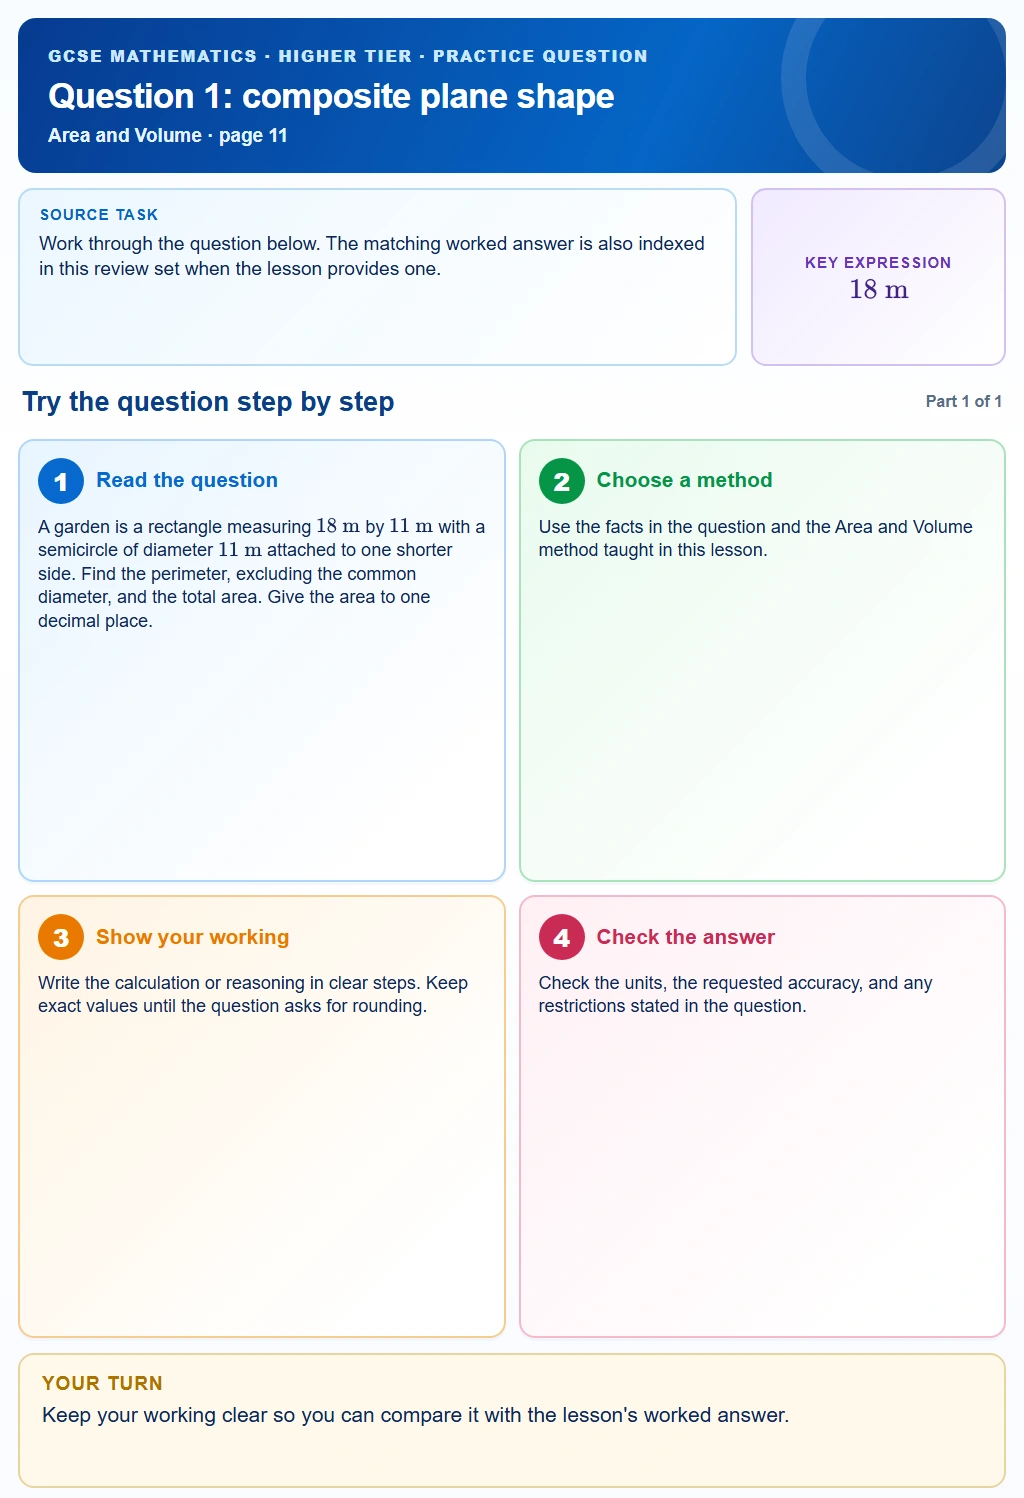 GCSE MATHEMATICS · HIGHER TIER · PRACTICE QUESTION
Question 1: composite plane shape
Area and Volume · page 11
SOURCE TASK
Work through the question below. The matching worked answer is also indexed
in this review set when the lesson provides one.
KEY EXPRESSION
18 m
Try the question step by step
Part 1 of 1
1 Read the question
A garden is a rectangle measuring 18 m by 11 m with a
semicircle of diameter 11 m attached to one shorter
side. Find the perimeter, excluding the common
diameter, and the total area. Give the area to one
decimal place.
2 Choose a method
Use the facts in the question and the Area and Volume
method taught in this lesson.
3 Show your working
Write the calculation or reasoning in clear steps. Keep
exact values until the question asks for rounding.
4 Check the answer
Check the units, the requested accuracy, and any
restrictions stated in the question.
YOUR TURN
Keep your working clear so you can compare it with the lesson's worked answer.